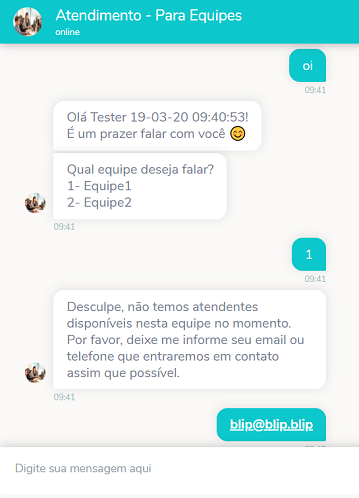 Atendimento - Para Equipes
online
oi
09:41
Olá Tester 19-03-20 09:40:53!
É um prazer falar com você 😊
Qual equipe deseja falar?
1- Equipe1
2- Equipe2
09:41
1
09:41
Desculpe, não temos atendentes
disponíveis nesta equipe no momento.
Por favor, deixe me informe seu email ou
telefone que entraremos em contato
assim que possível.
09:41
blip@blip.blip
Digite sua mensagem aqui